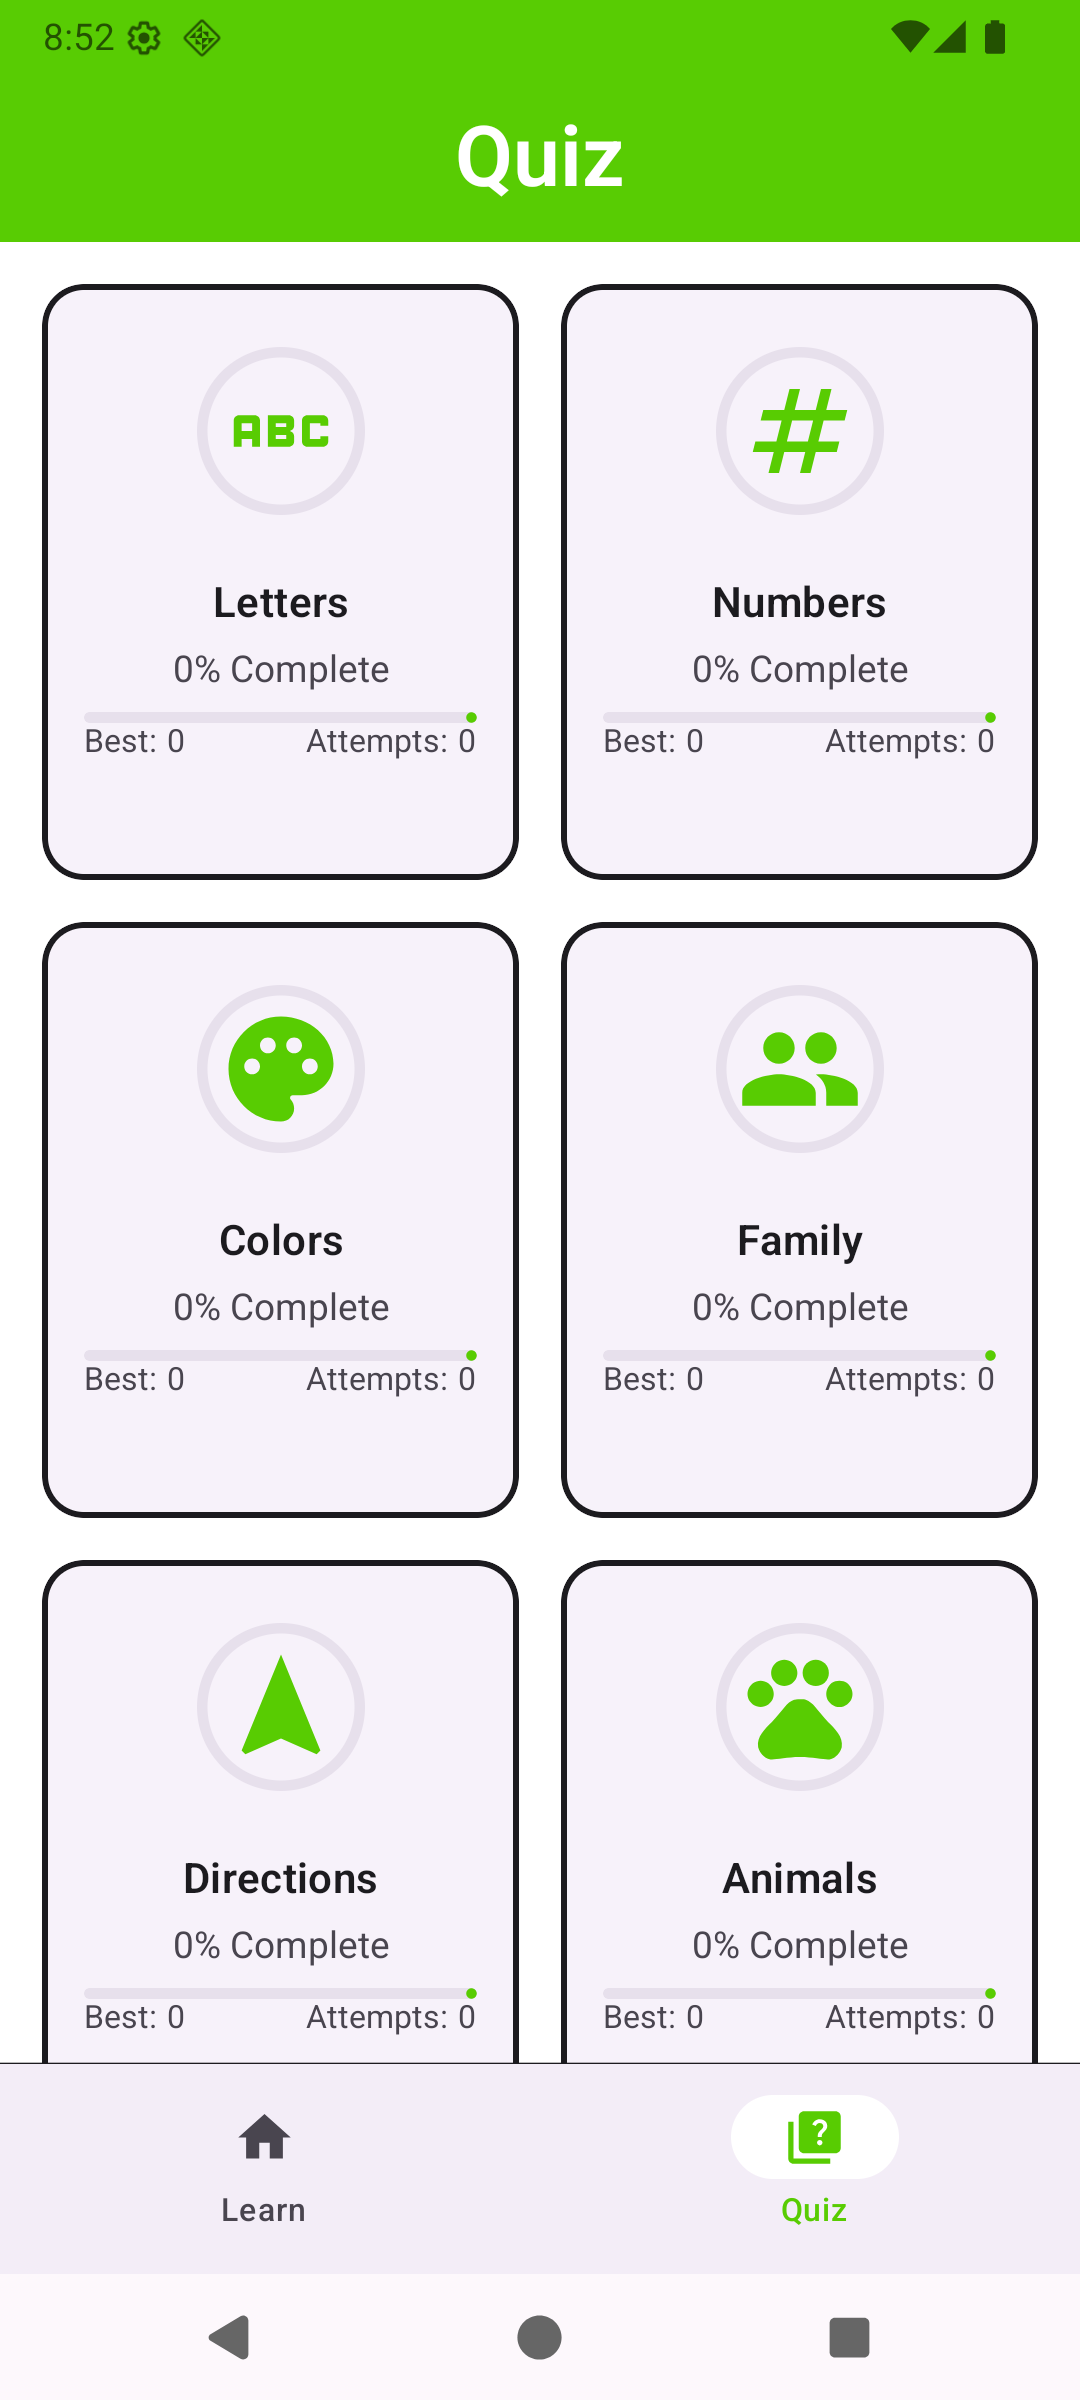 8:52
Quiz
ABC
#
Letters
Numbers
0% Complete
0% Complete
Best: 0
Attempts: 0
Best: 0
Attempts: 0
Colors
Family
0% Complete
0% Complete
Best: 0
Attempts: 0
Best: 0
Attempts: 0
Directions
Animals
0% Complete
0% Complete
Best: 0
Attempts: 0
Best: 0
Attempts: 0
?
Learn
Quiz